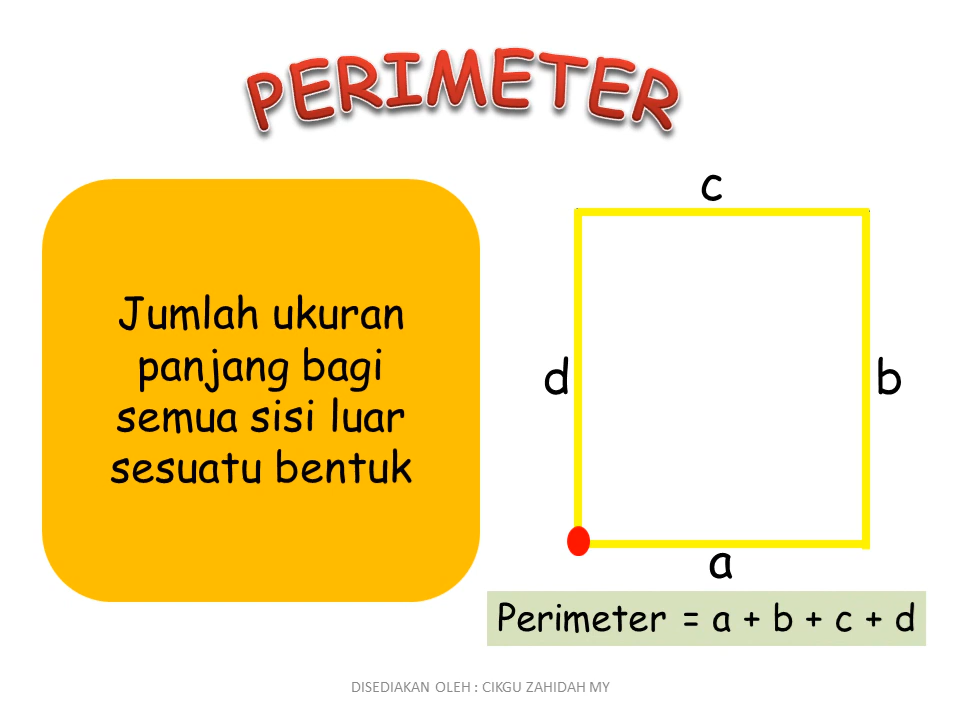 PERIMETER
Jumlah ukuran
panjang bagi
semua sisi luar
sesuatu bentuk
c
d
b
a
Perimeter = a + b + c + d
DISEDIAKAN OLEH : CIKGU ZAHIDAH MY